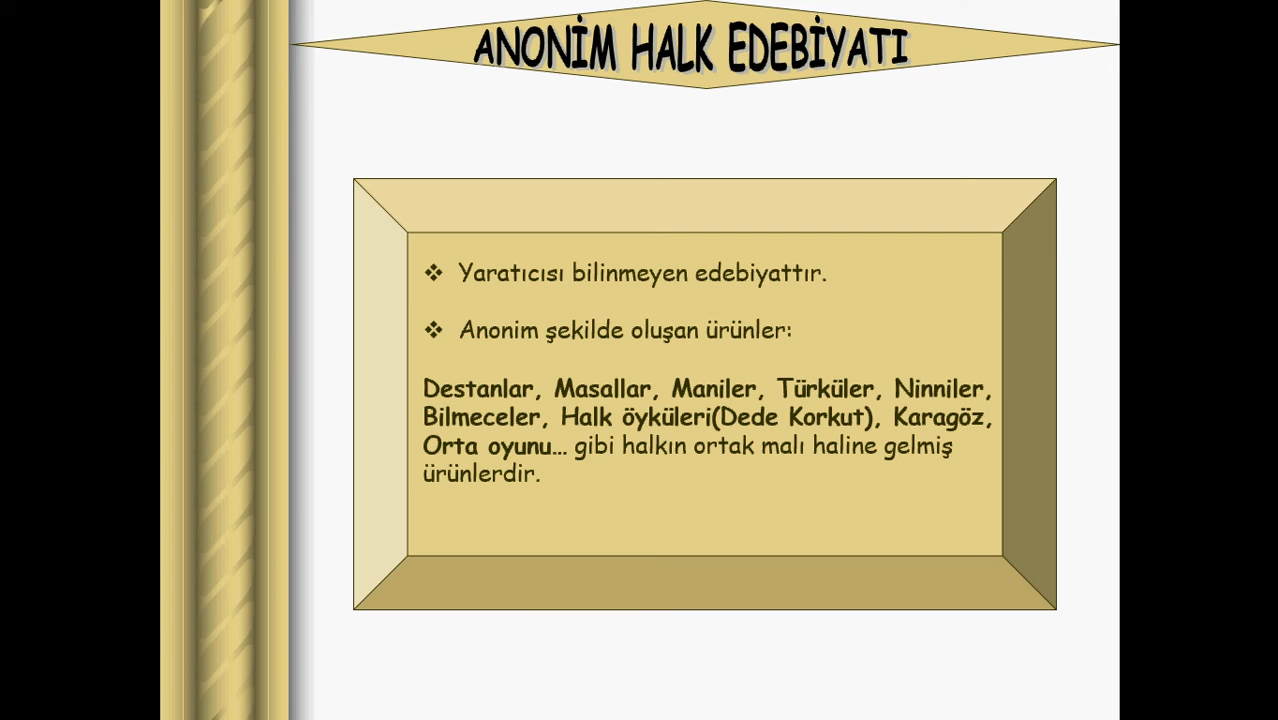 ANONİM HALK EDEBİYATI
❖ Yaratıcısı bilinmeyen edebiyattır.
❖ Anonim şekilde oluşan ürünler:
Destanlar, Masallar, Maniler, Türküler, Ninniler,
Bilmeceler, Halk öyküleri(Dede Korkut), Karagöz,
Orta oyunu… gibi halkın ortak malı haline gelmiş
ürünlerdir.